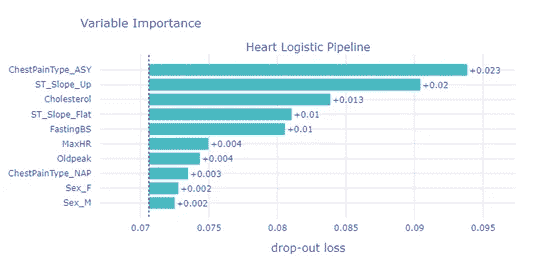 Variable Importance
Heart Logistic Pipeline
ChestPainType_ASY +0.023
ST_Slope_Up +0.02
Cholesterol +0.013
ST_Slope_Flat +0.01
FastingBS +0.01
MaxHR +0.004
Oldpeak +0.004
ChestPainType_NAP +0.003
Sex_F +0.002
Sex_M +0.002
0.07 0.075 0.08 0.085 0.09 0.095
drop-out loss